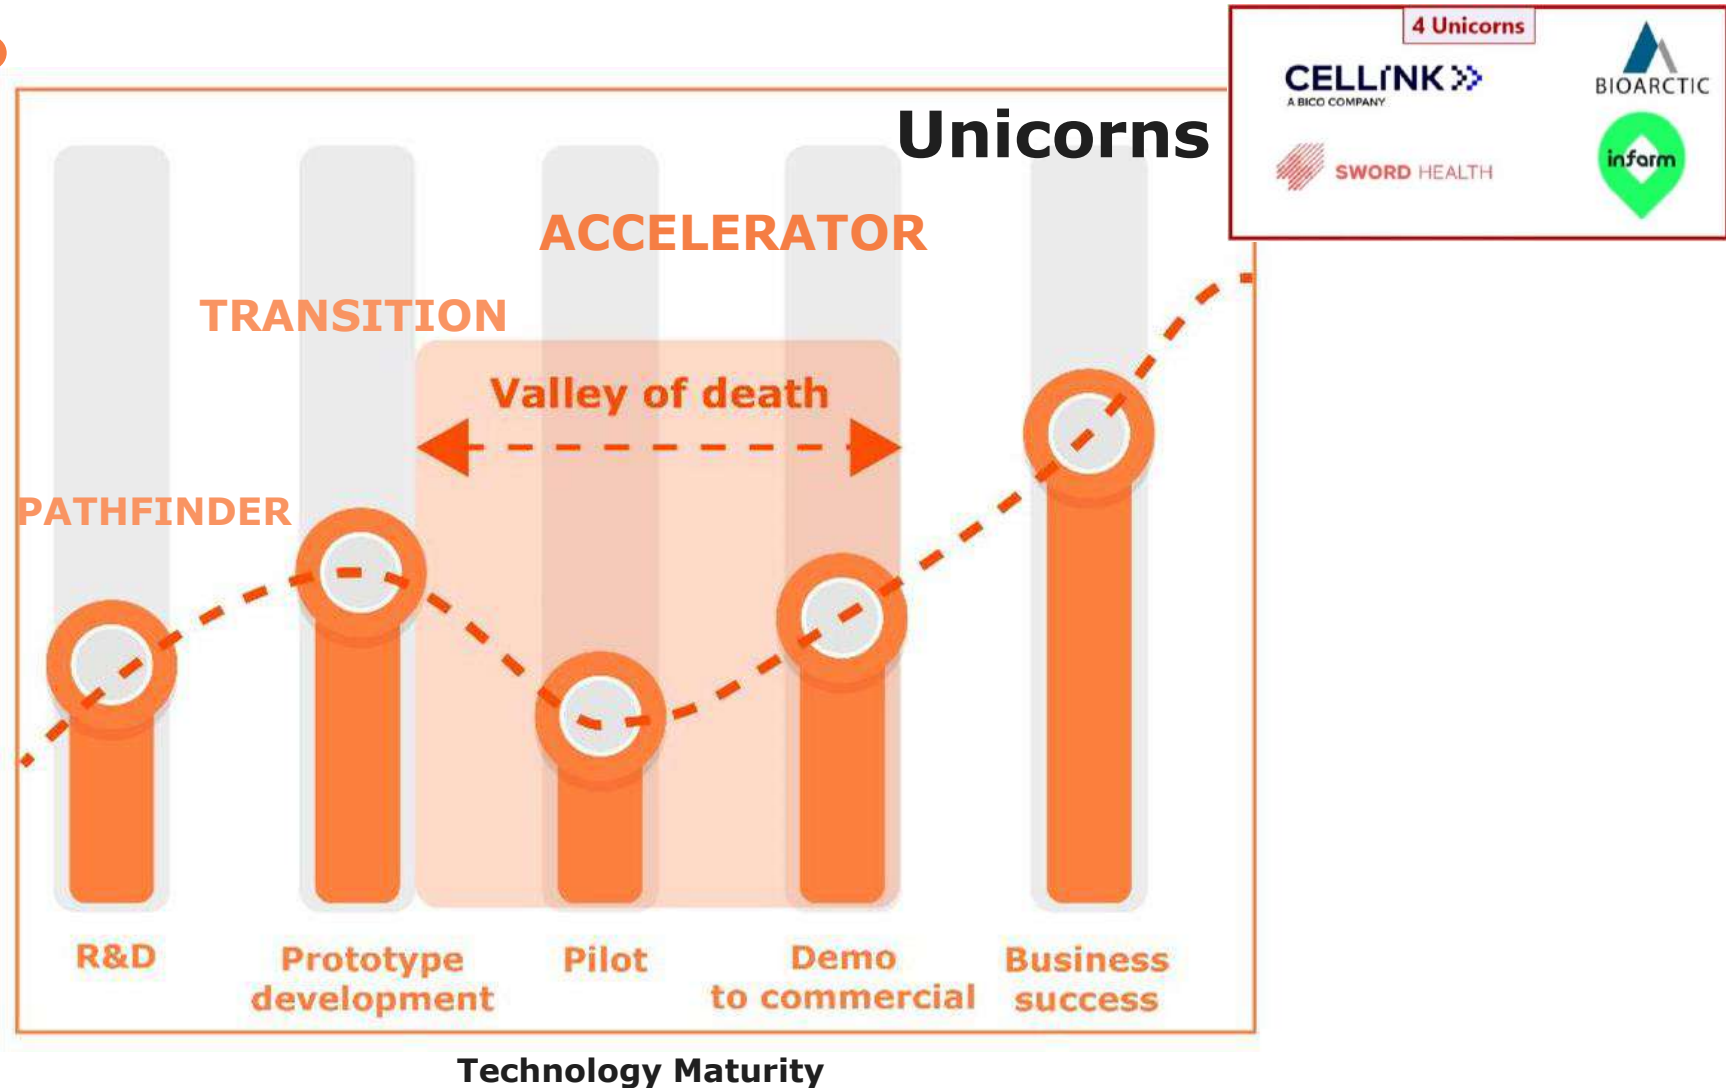 4 Unicorns
CELLINK
A BICO COMPANY
BIOARCTIC
SWORD HEALTH
infarm
Unicorns
ACCELERATOR
TRANSITION
Valley of death
PATHFINDER
R&D
Prototype
development
Pilot
Demo
to commercial
Business
success
Technology Maturity